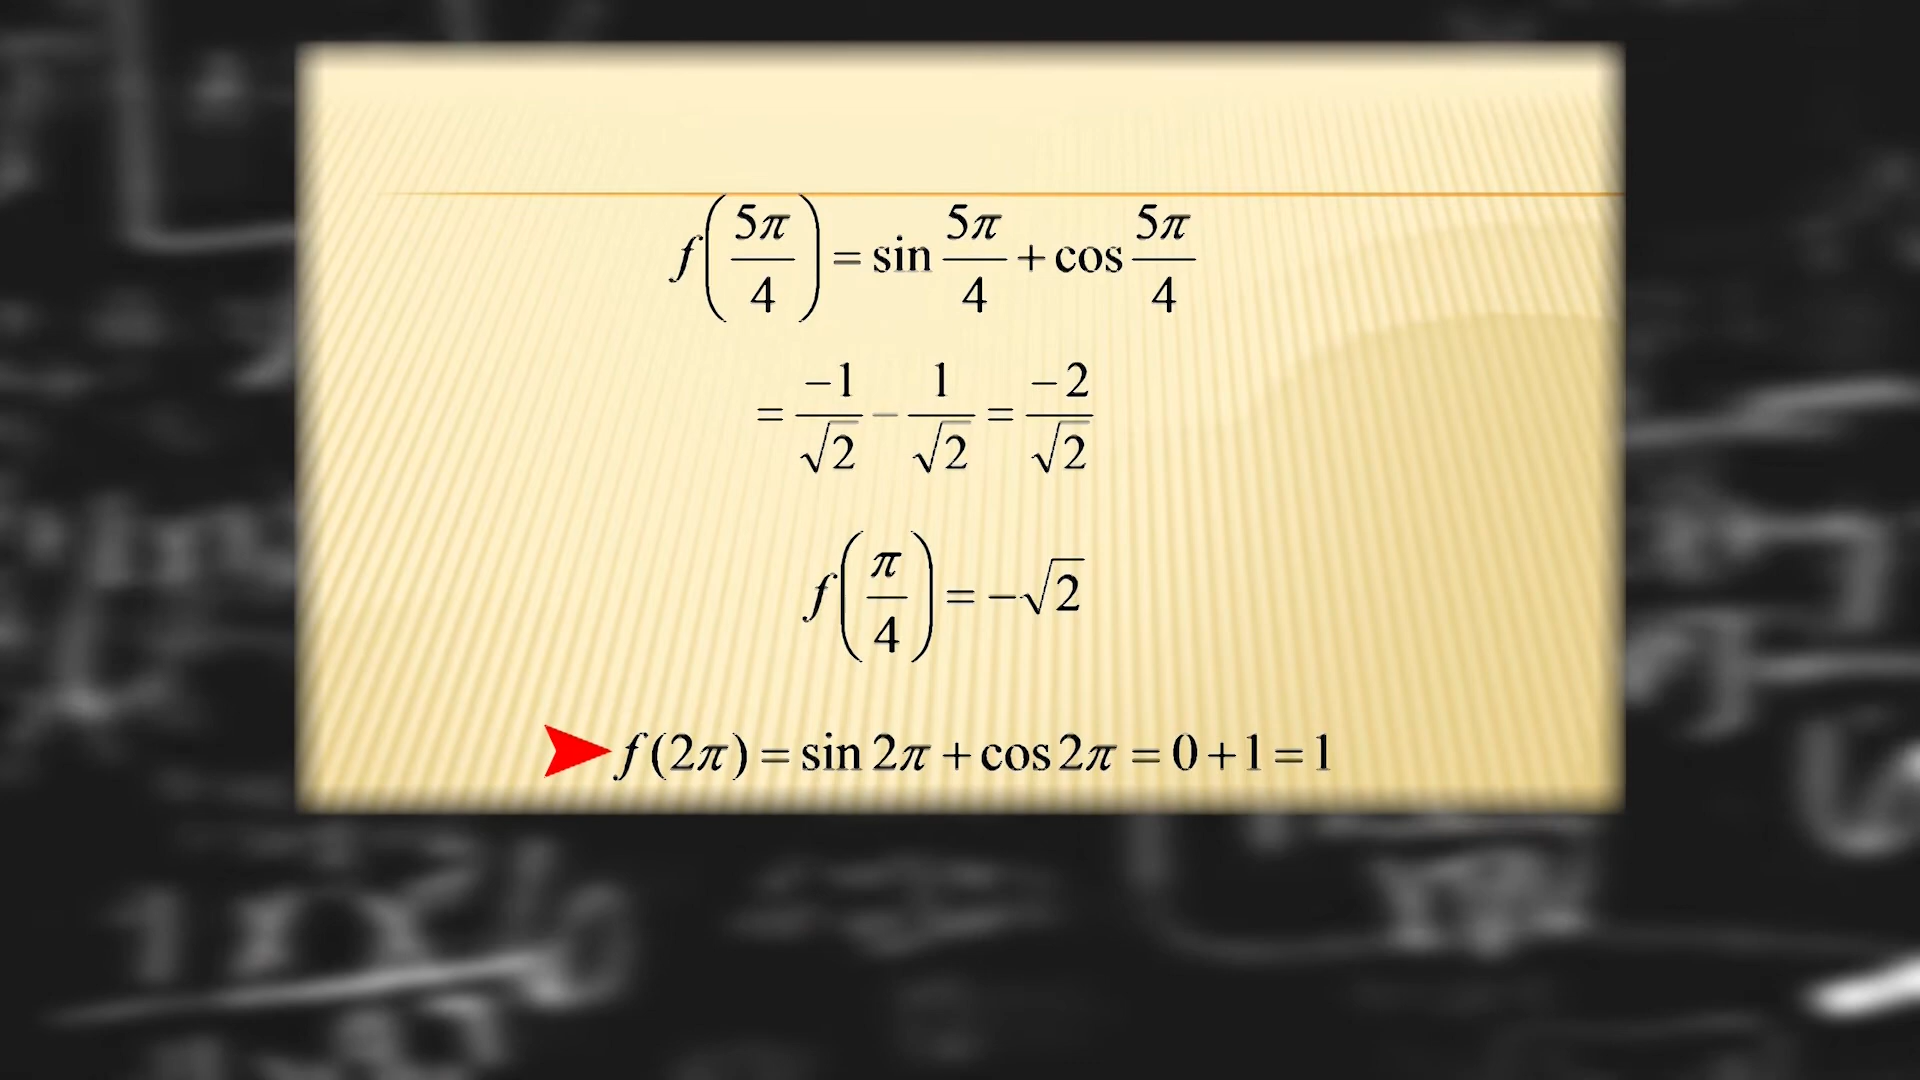 f(5π/4) = sin 5π/4 + cos 5π/4
= −1/√2 − 1/√2 = −2/√2
f(π/4) = −√2
f(2π) = sin 2π + cos 2π = 0 + 1 = 1